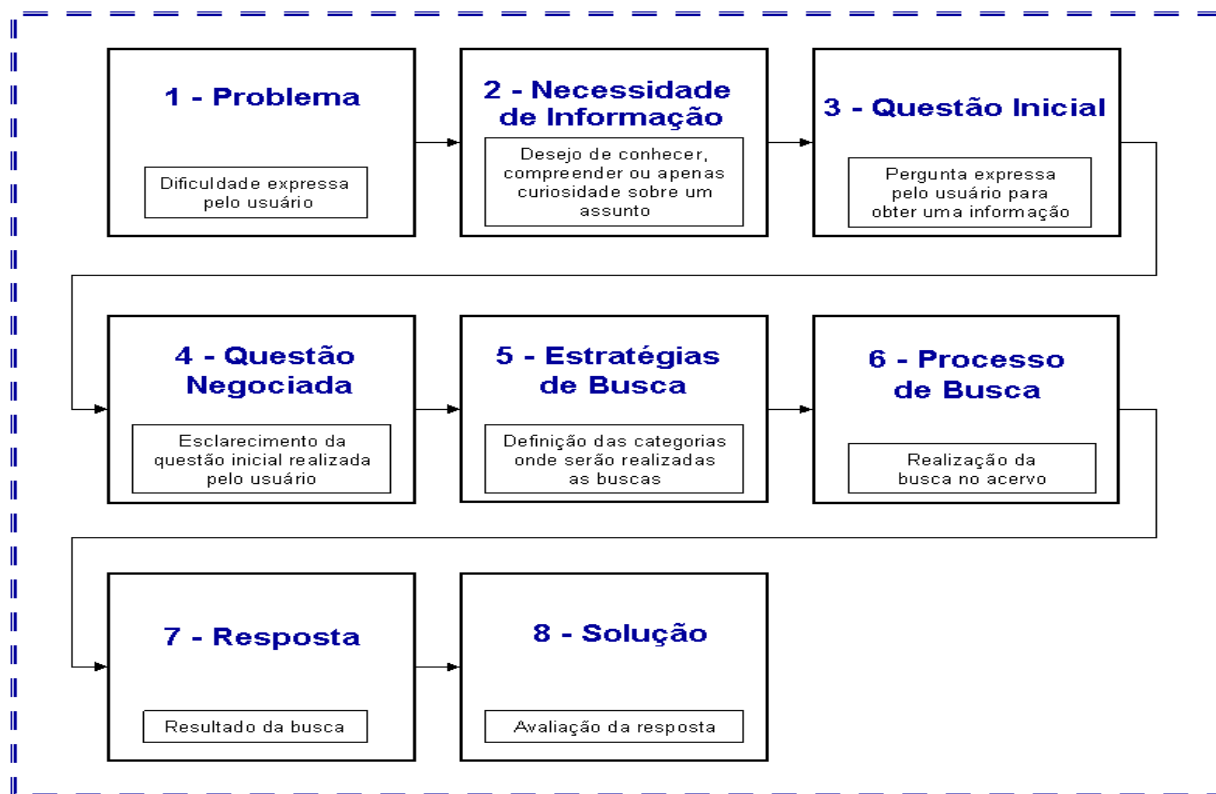 1 - Problema
Dificuldade expressa
pelo usuário
2 - Necessidade
de Informação
Desejo de conhecer,
compreender ou apenas
curiosidade sobre um
assunto
3 - Questão Inicial
Pergunta expressa
pelo usuário para
obter uma informação
4 - Questão
Negociada
Esclarecimento da
questão inicial realizada
pelo usuário
5 - Estratégias
de Busca
Definição das categorias
onde serão realizadas
as buscas
6 - Processo
de Busca
Realização da
busca no acervo
7 - Resposta
Resultado da busca
8 - Solução
Avaliação da resposta